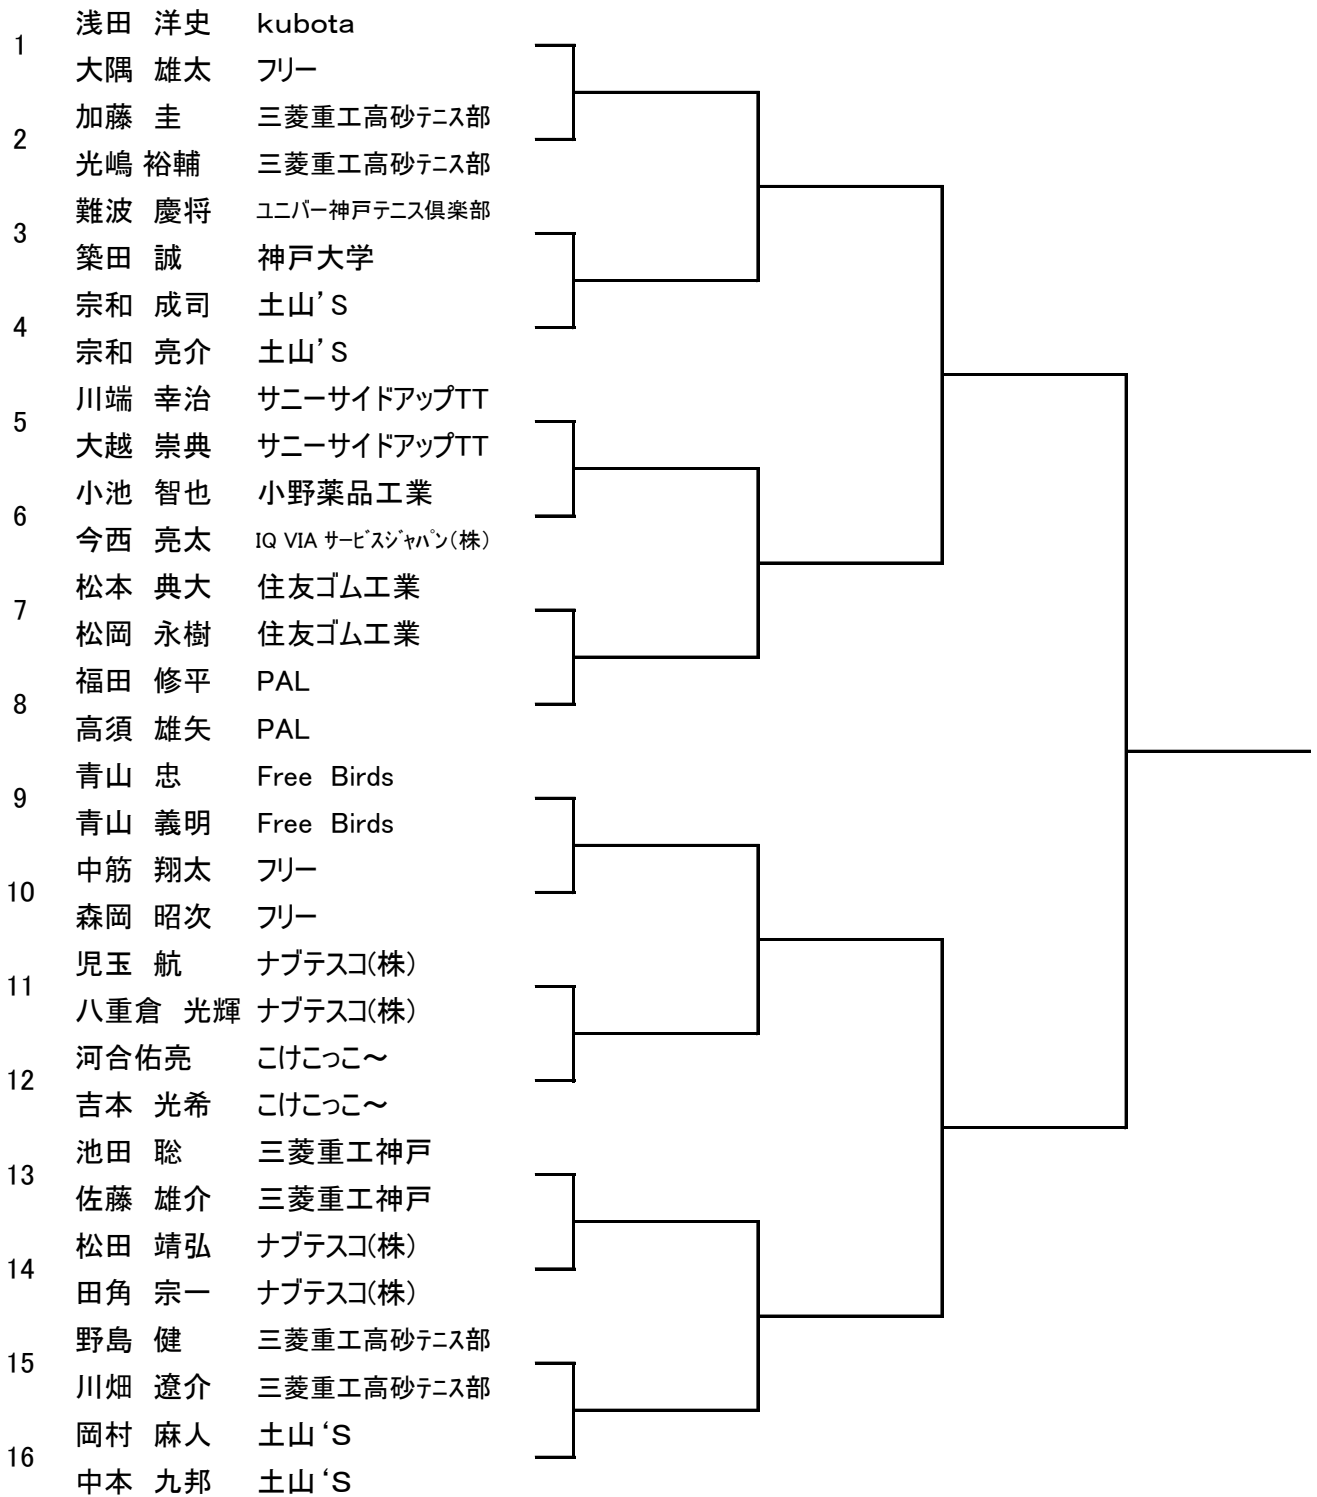 浅田　洋史　kubota
1
大隅　雄太　フリー
加藤　圭　三菱重工高砂ﾃﾆｽ部
2
光嶋 裕輔　三菱重工高砂ﾃﾆｽ部
難波　慶将　ユニバー神戸テニス倶楽部
3
築田　誠　神戸大学
宗和　成司　土山’S
4
宗和　亮介　土山’S
川端　幸治　サニーサイドアップTT
5
大越　崇典　サニーサイドアップTT
小池　智也　小野薬品工業
6
今西　亮太　IQ VIA ｻｰﾋﾞｽｼﾞｬﾊﾟﾝ（株）
松本　典大　住友ゴム工業
7
松岡　永樹　住友ゴム工業
福田　修平　PAL
8
高須　雄矢　PAL
青山　忠　Free　Birds
9
青山　義明　Free　Birds
中筋　翔太　フリー
10
森岡　昭次　フリー
児玉　航　ナブテスコ(株）
11
八重倉　光輝　ナブテスコ(株）
河合佑亮　こけこっこ～
12
吉本　光希　こけこっこ～
池田　聡　三菱重工神戸
13
佐藤　雄介　三菱重工神戸
松田　靖弘　ナブテスコ(株）
14
田角　宗一　ナブテスコ(株）
野島　健　三菱重工高砂ﾃﾆｽ部
15
川畑　遼介　三菱重工高砂ﾃﾆｽ部
岡村　麻人　土山‘S
16
中本　九邦　土山‘S